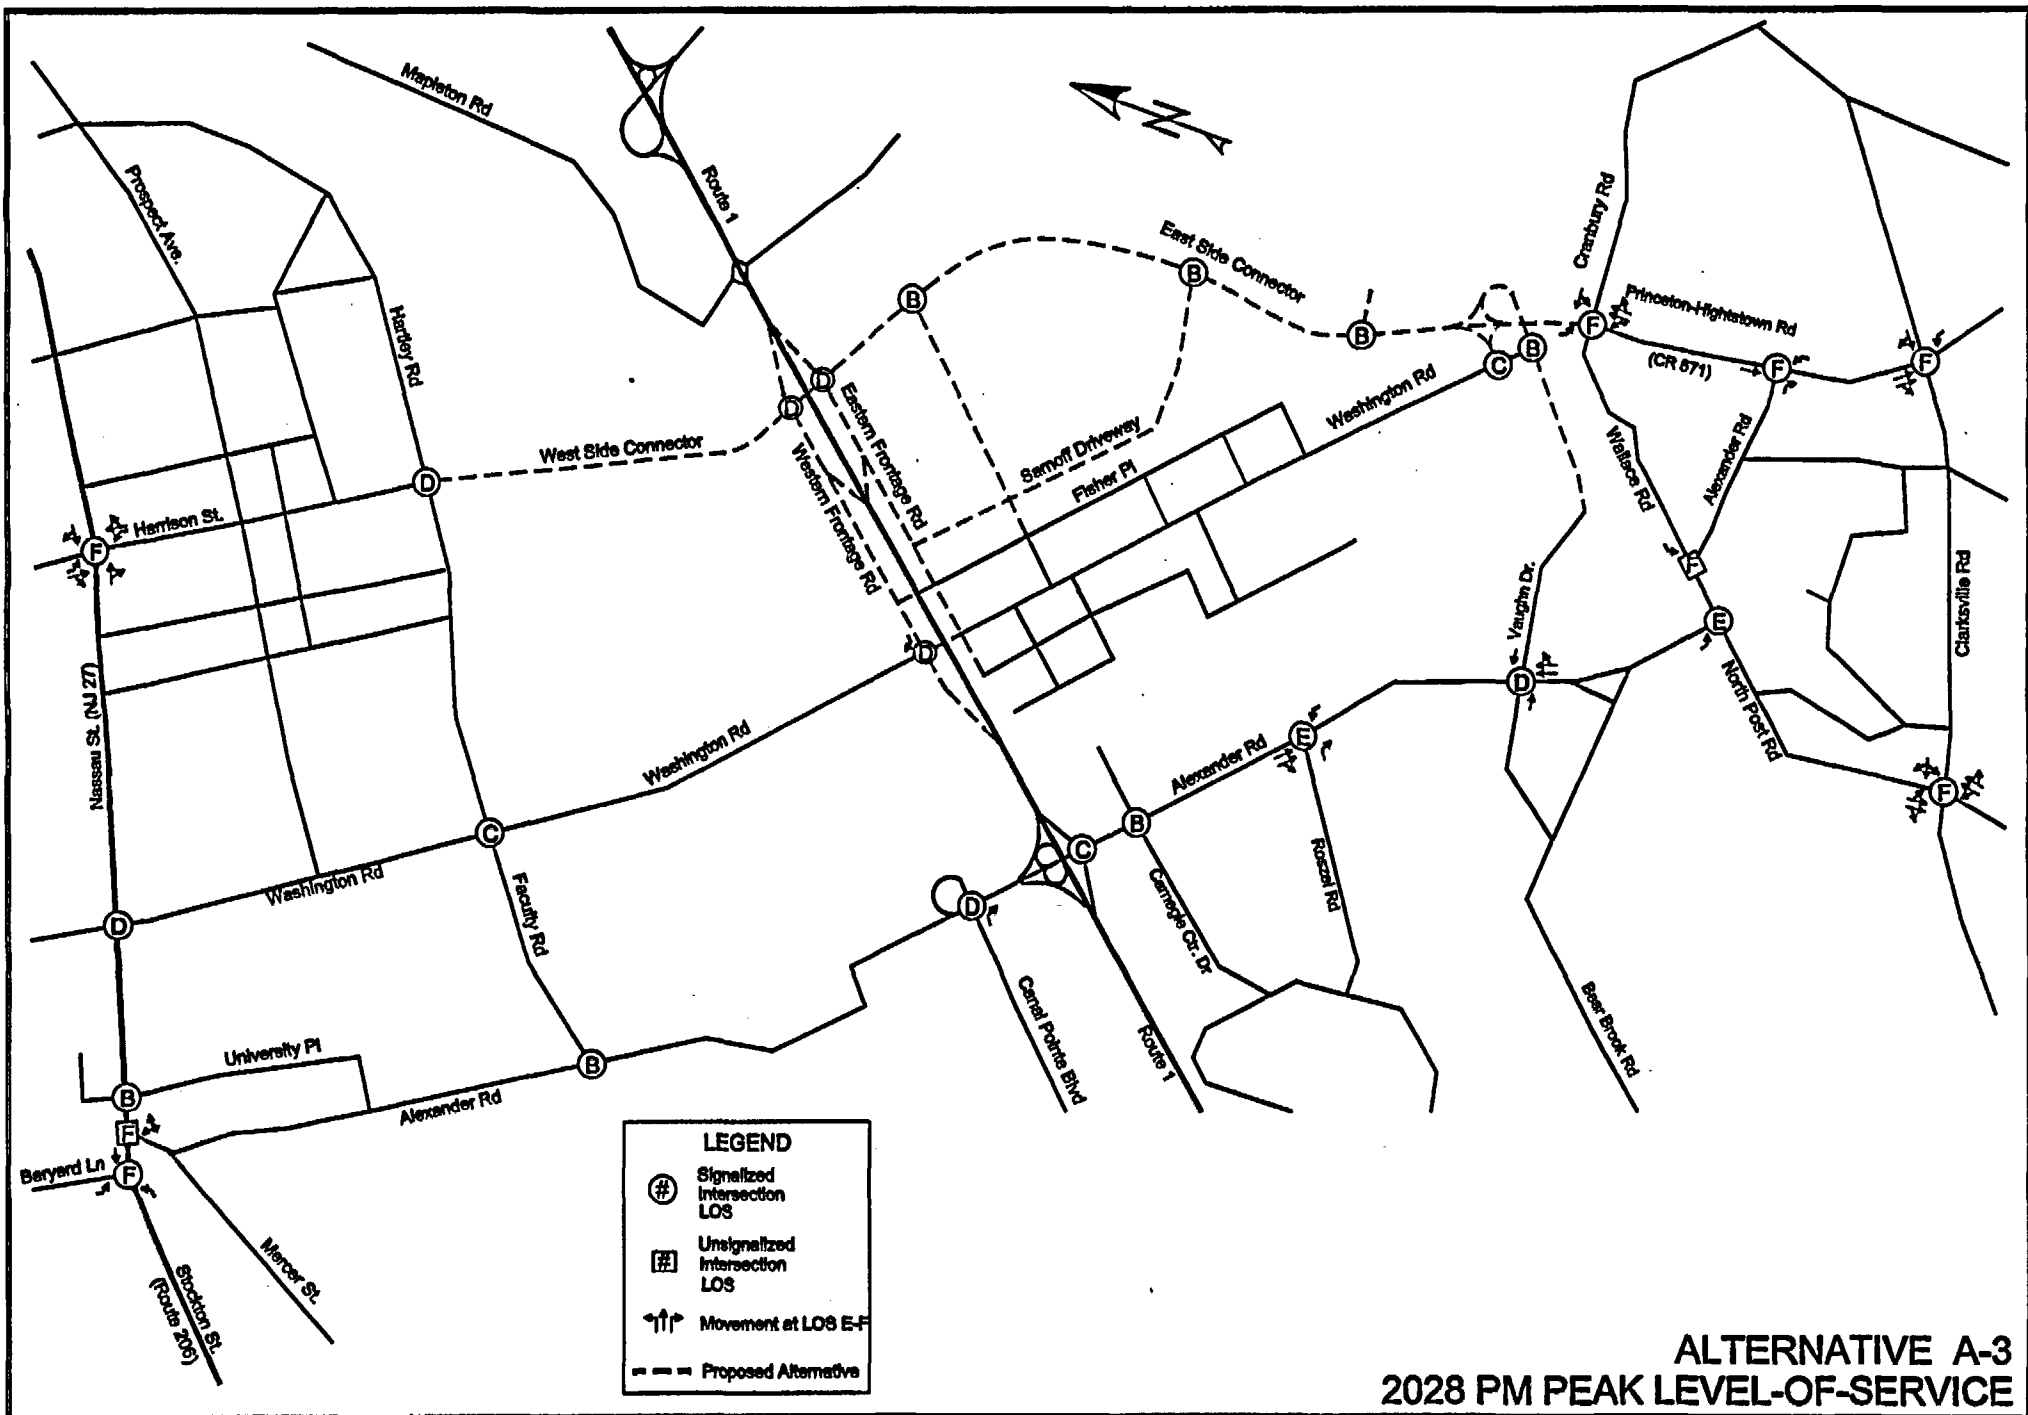 Mapleton Rd
Prospect Ave.
Route 1
N
Cranbury Rd
East Side Connector
B
B
Princeton-Hightstown Rd
(CR 571)
Hartley Rd
B
F
B
C
F
F
D
D
Eastern Frontage Rd
Washington Rd
West Side Connector
Western Frontage Rd
Sarnoff Driveway
Fisher Pl
Wallace Rd
Alexander Rd
D
Harrison St.
F
F
Vaughn Dr.
Clarksville Rd
E
D
D
Nassau St. (NJ 27)
North Post Rd
Washington Rd
E
Alexander Rd
F
C
B
C
Washington Rd
Faculty Rd
Roszel Rd
Carnegie Ctr. Dr
D
D
Canal Pointe Blvd
Route 1
Bear Brook Rd
University Pl
B
B
Alexander Rd
F
Baryard Ln
F
Mercer St.
Stockton St.
(Route 206)
LEGEND
# Signalized
Intersection
LOS
# Unsignalized
Intersection
LOS
Movement at LOS E-F
Proposed Alternative
ALTERNATIVE A-3
2028 PM PEAK LEVEL-OF-SERVICE